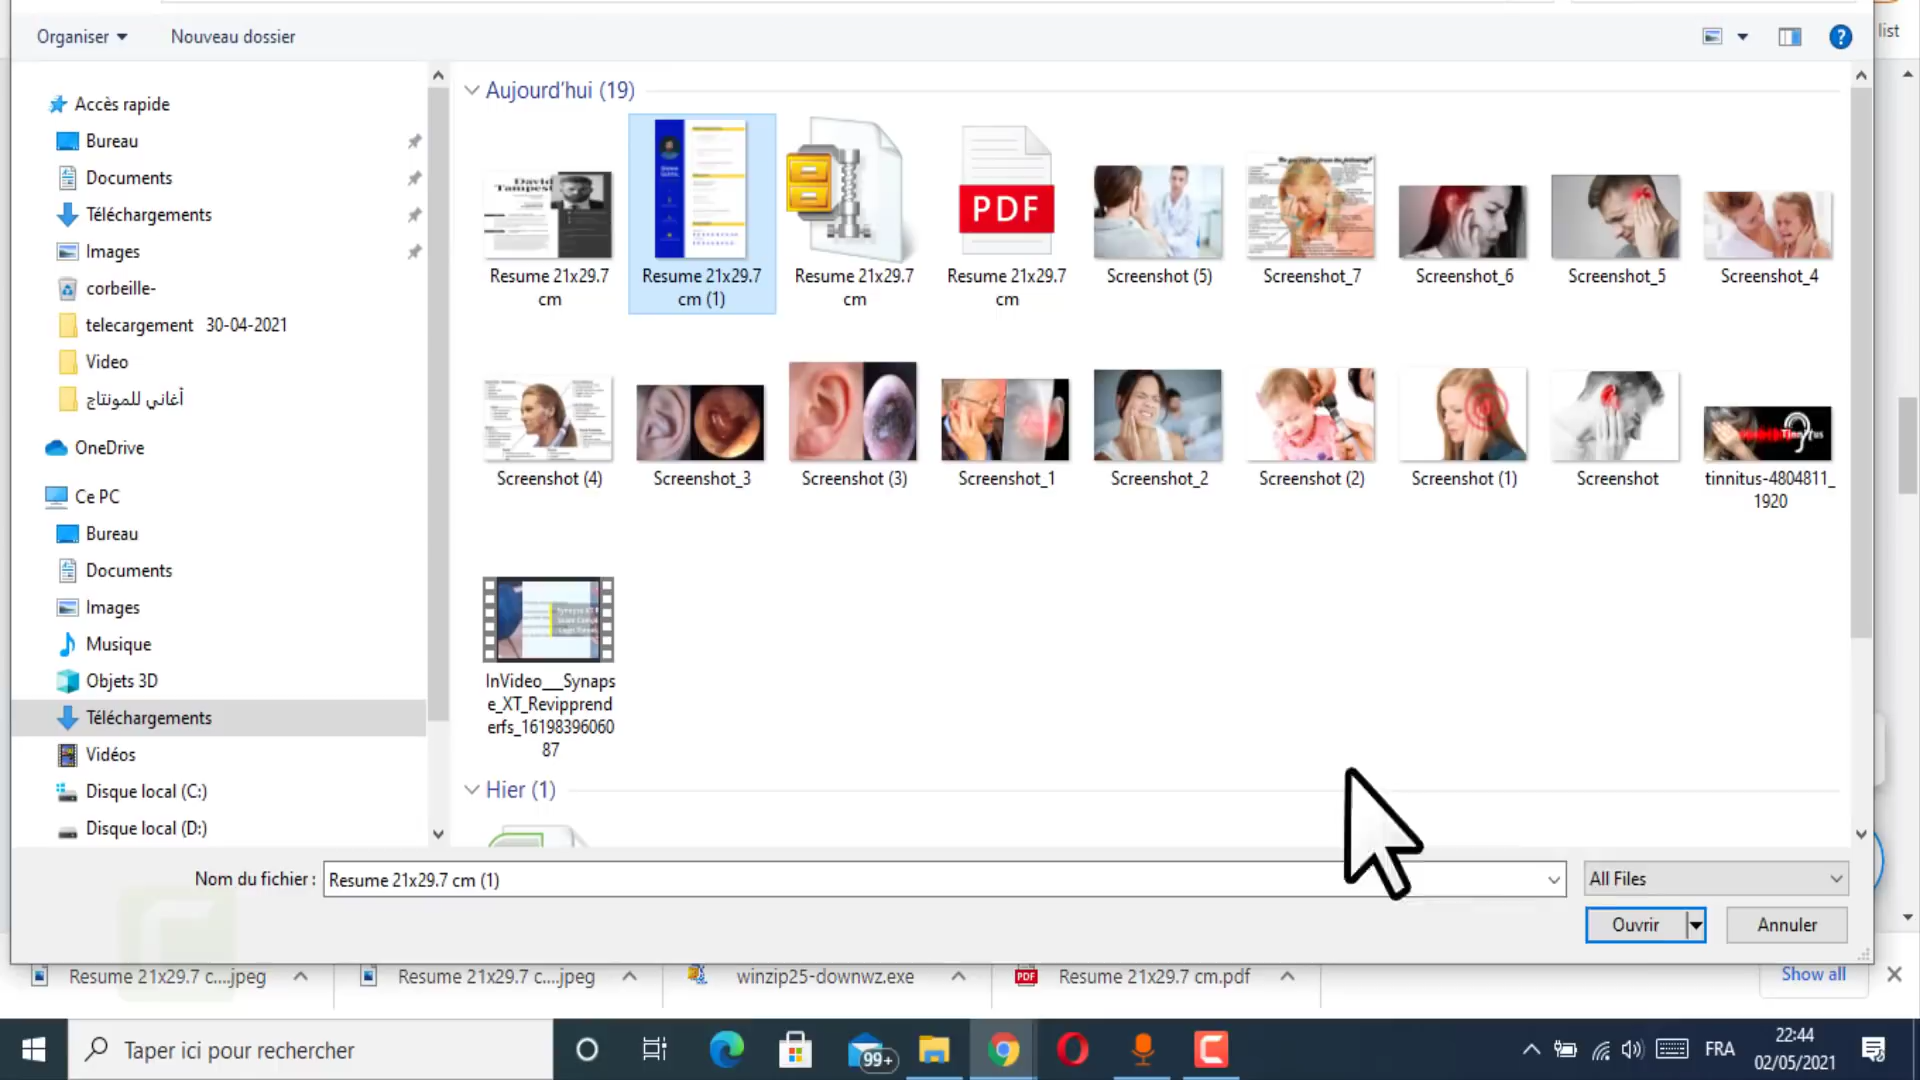 list
Organiser
Nouveau dossier
Accès rapide
Bureau
Documents
Téléchargements
Images
corbeille-
telecargement 30-04-2021
Video
أغاني للمونتاج
OneDrive
Ce PC
Bureau
Documents
Images
Musique
Objets 3D
Téléchargements
Vidéos
Disque local (C:)
Disque local (D:)
Aujourd'hui (19)
David
Tampest
PDF
Resume 21x29.7
cm
Resume 21x29.7
cm (1)
Resume 21x29.7
cm
Resume 21x29.7
cm
Screenshot (5)
Screenshot_7
Screenshot_6
Screenshot_5
Screenshot_4
Screenshot (4)
Screenshot_3
Screenshot (3)
Screenshot_1
Screenshot_2
Screenshot (2)
Screenshot (1)
Screenshot
tinnitus-4804811_
1920
InVideo___Synaps
e_XT_Revipprend
erfs_16198396060
87
Hier (1)
Nom du fichier :
Resume 21x29.7 cm (1)
All Files
Ouvrir
Annuler
Resume 21x29.7 c....jpeg
Resume 21x29.7 c....jpeg
winzip25-downwz.exe
PDF
Resume 21x29.7 cm.pdf
Show all
Taper ici pour rechercher
99+
FRA
22:44
02/05/2021